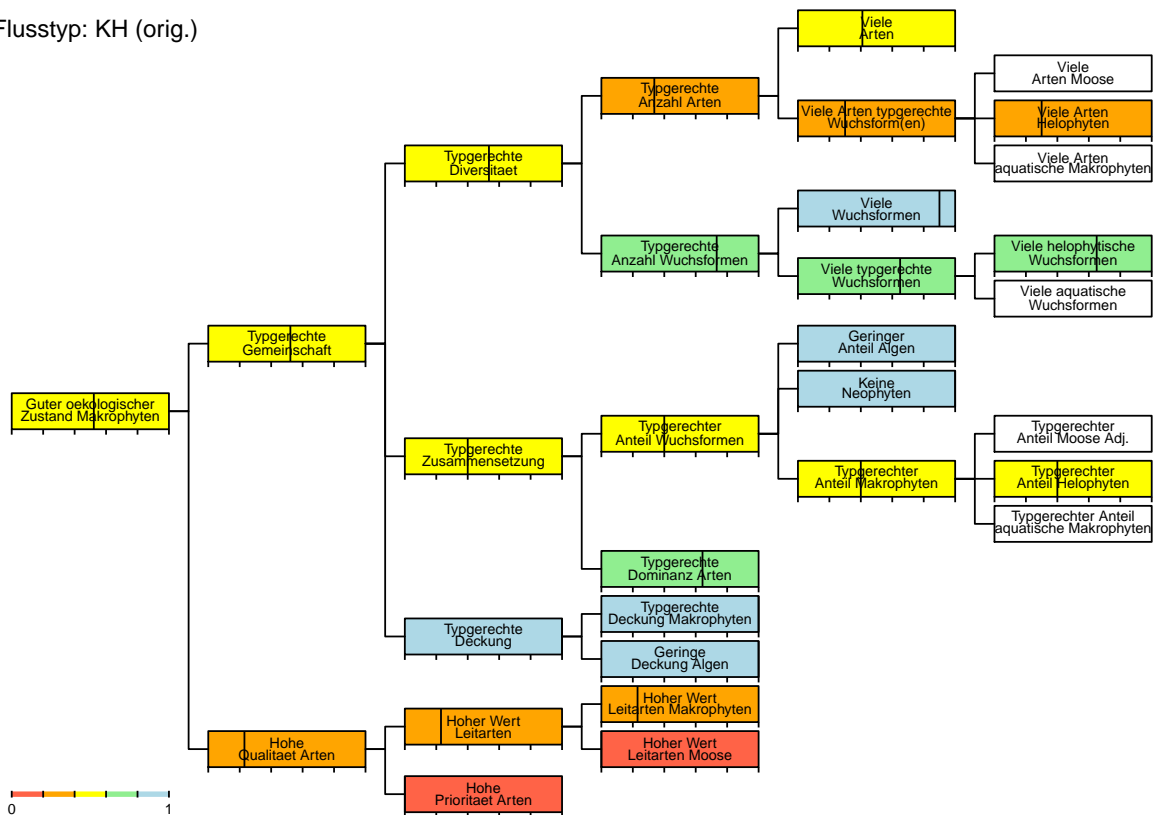 Flusstyp: KH (orig.)
Viele
Arten
Viele
Arten Moose
Typgerechte
Anzahl Arten
Viele Arten typgerechte
Wuchsform(en)
Viele Arten
Helophyten
Viele Arten
aquatische Makrophyten
Typgerechte
Diversitaet
Viele
Wuchsformen
Typgerechte
Anzahl Wuchsformen
Viele helophytische
Wuchsformen
Viele typgerechte
Wuchsformen
Viele aquatische
Wuchsformen
Typgerechte
Gemeinschaft
Geringer
Anteil Algen
Keine
Neophyten
Guter oekologischer
Zustand Makrophyten
Typgerechte
Zusammensetzung
Typgerechter
Anteil Wuchsformen
Typgerechter
Anteil Moose Adj.
Typgerechter
Anteil Makrophyten
Typgerechter
Anteil Helophyten
Typgerechter Anteil
aquatische Makrophyten
Typgerechte
Dominanz Arten
Typgerechte
Deckung
Typgerechte
Deckung Makrophyten
Geringe
Deckung Algen
Hohe
Qualitaet Arten
Hoher Wert
Leitarten
Hoher Wert
Leitarten Makrophyten
Hoher Wert
Leitarten Moose
Hohe
Prioritaet Arten
0
1